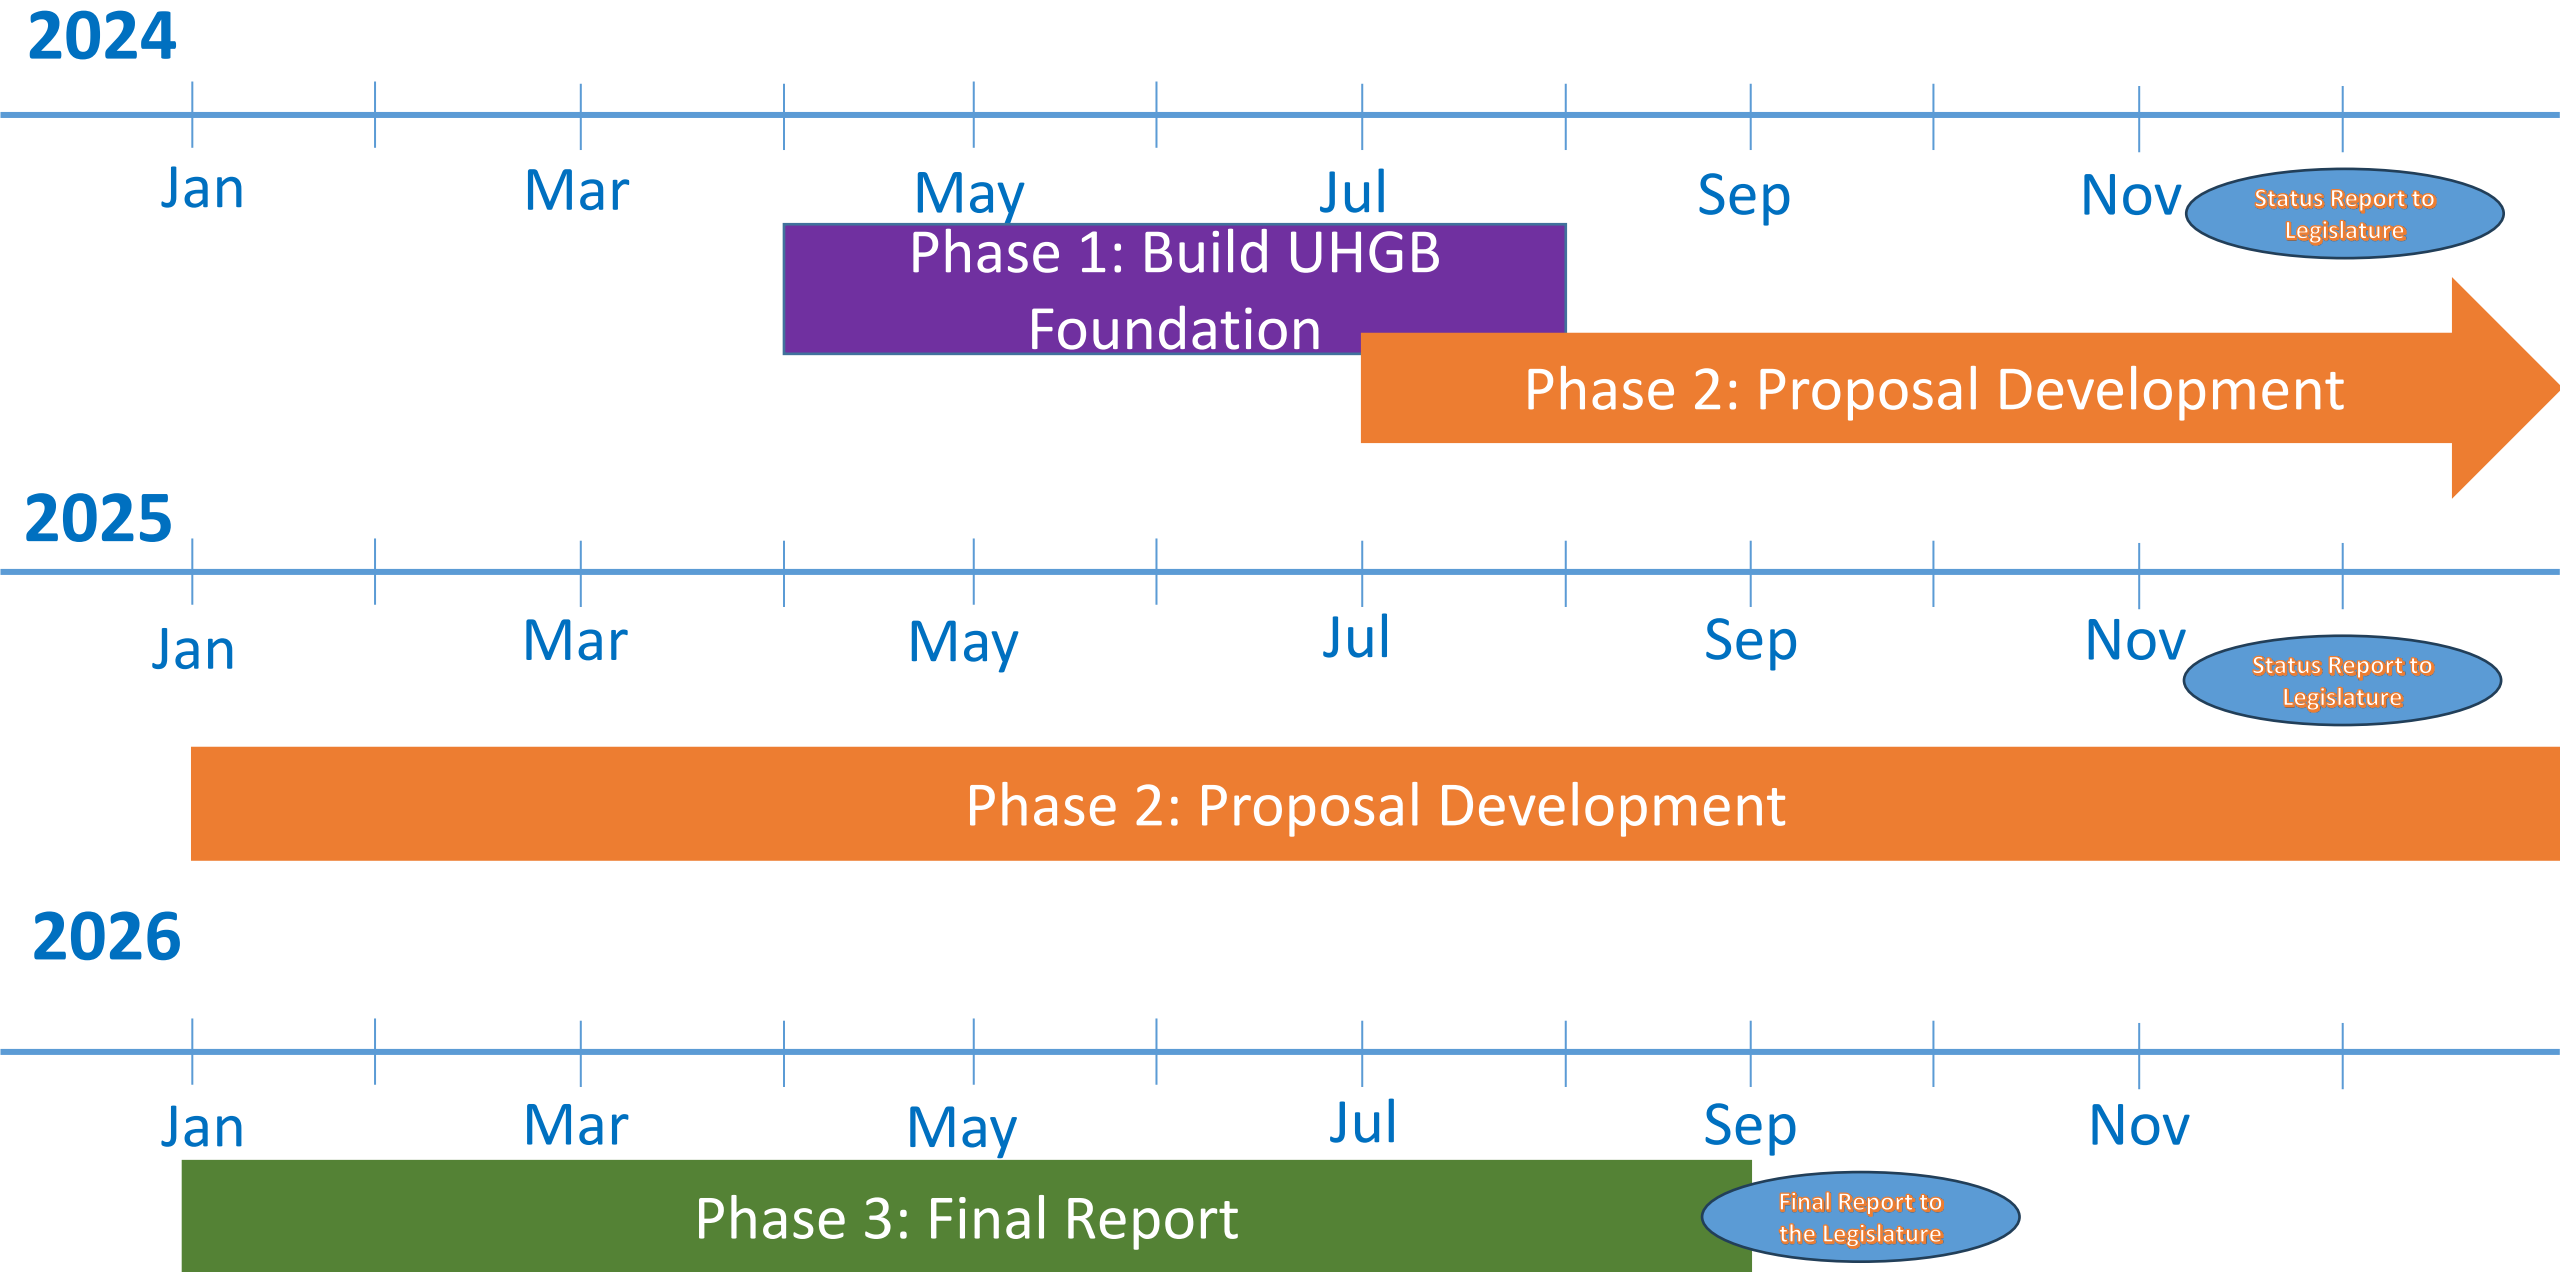 2024
Jan
Mar
May
Jul
Sep
Nov
Status Report to
Legislature
Phase 1: Build UHGB
Foundation
Phase 2: Proposal Development
2025
Jan
Mar
May
Jul
Sep
Nov
Status Report to
Legislature
Phase 2: Proposal Development
2026
Jan
Mar
May
Jul
Sep
Nov
Phase 3: Final Report
Final Report to
the Legislature